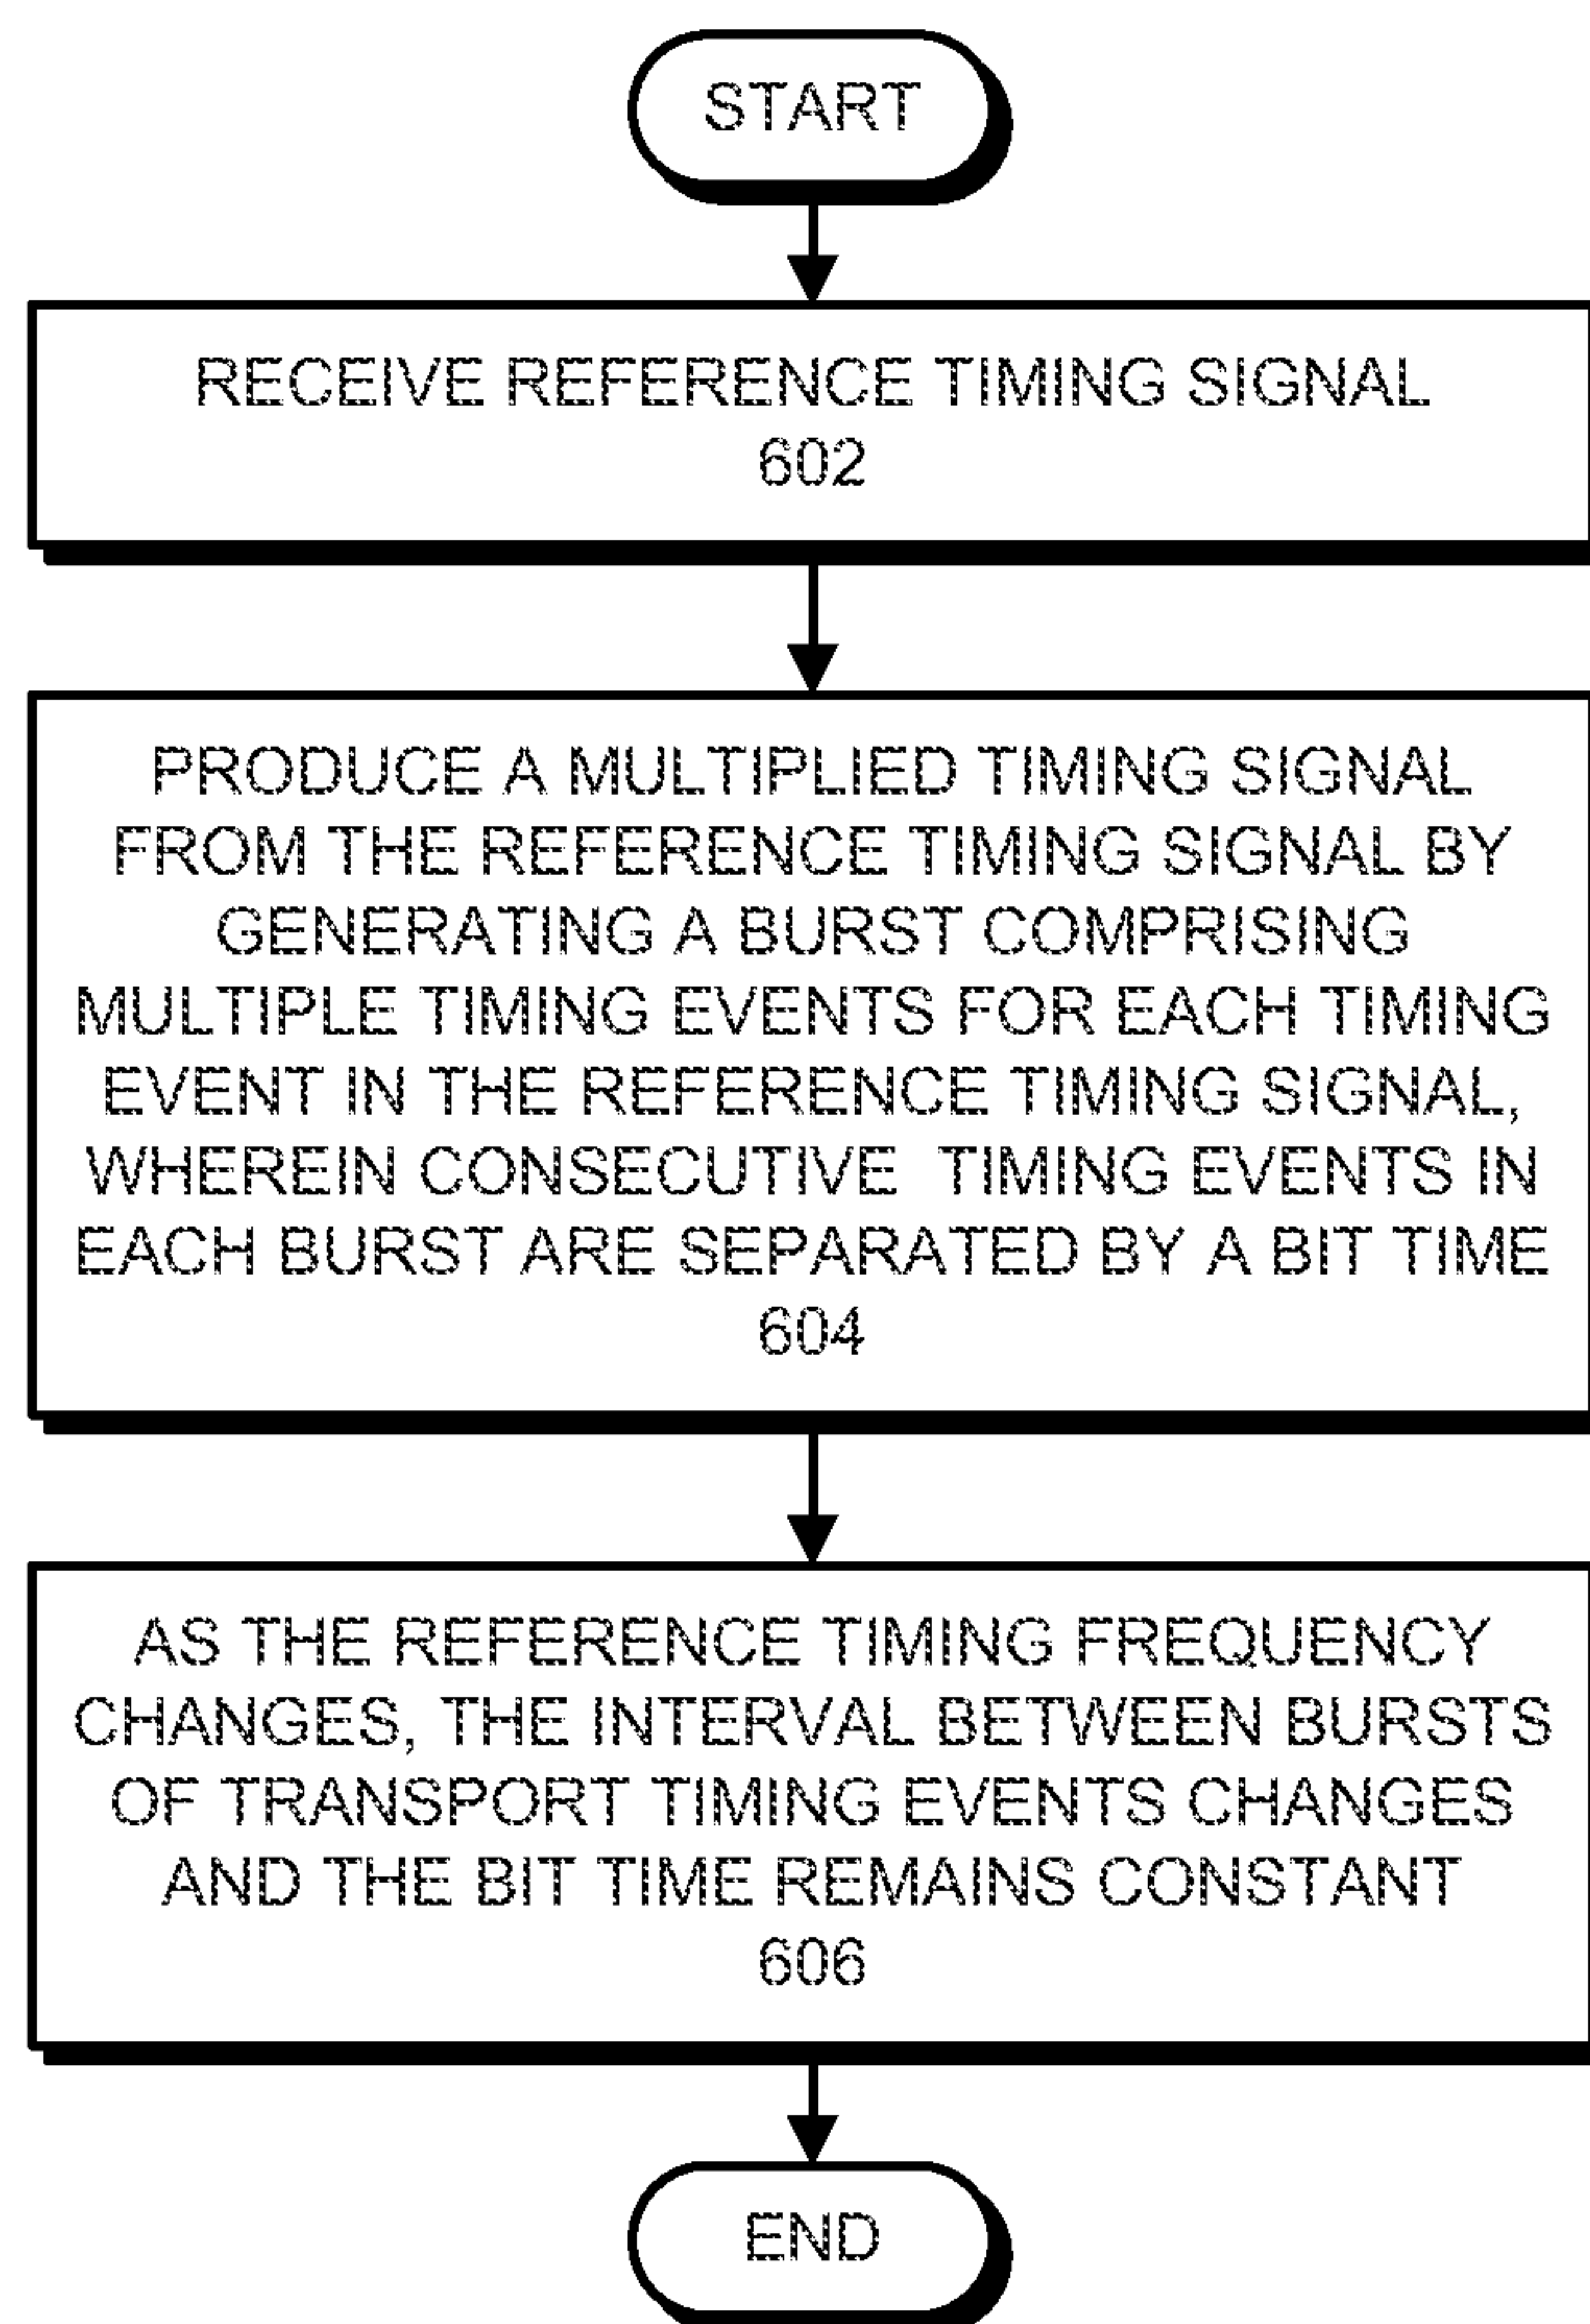 START
RECEIVE REFERENCE TIMING SIGNAL
602
PRODUCE A MULTIPLIED TIMING SIGNAL
FROM THE REFERENCE TIMING SIGNAL BY
GENERATING A BURST COMPRISING
MULTIPLE TIMING EVENTS FOR EACH TIMING
EVENT IN THE REFERENCE TIMING SIGNAL,
WHEREIN CONSECUTIVE TIMING EVENTS IN
EACH BURST ARE SEPARATED BY A BIT TIME
604
AS THE REFERENCE TIMING FREQUENCY
CHANGES, THE INTERVAL BETWEEN BURSTS
OF TRANSPORT TIMING EVENTS CHANGES
AND THE BIT TIME REMAINS CONSTANT
606
END